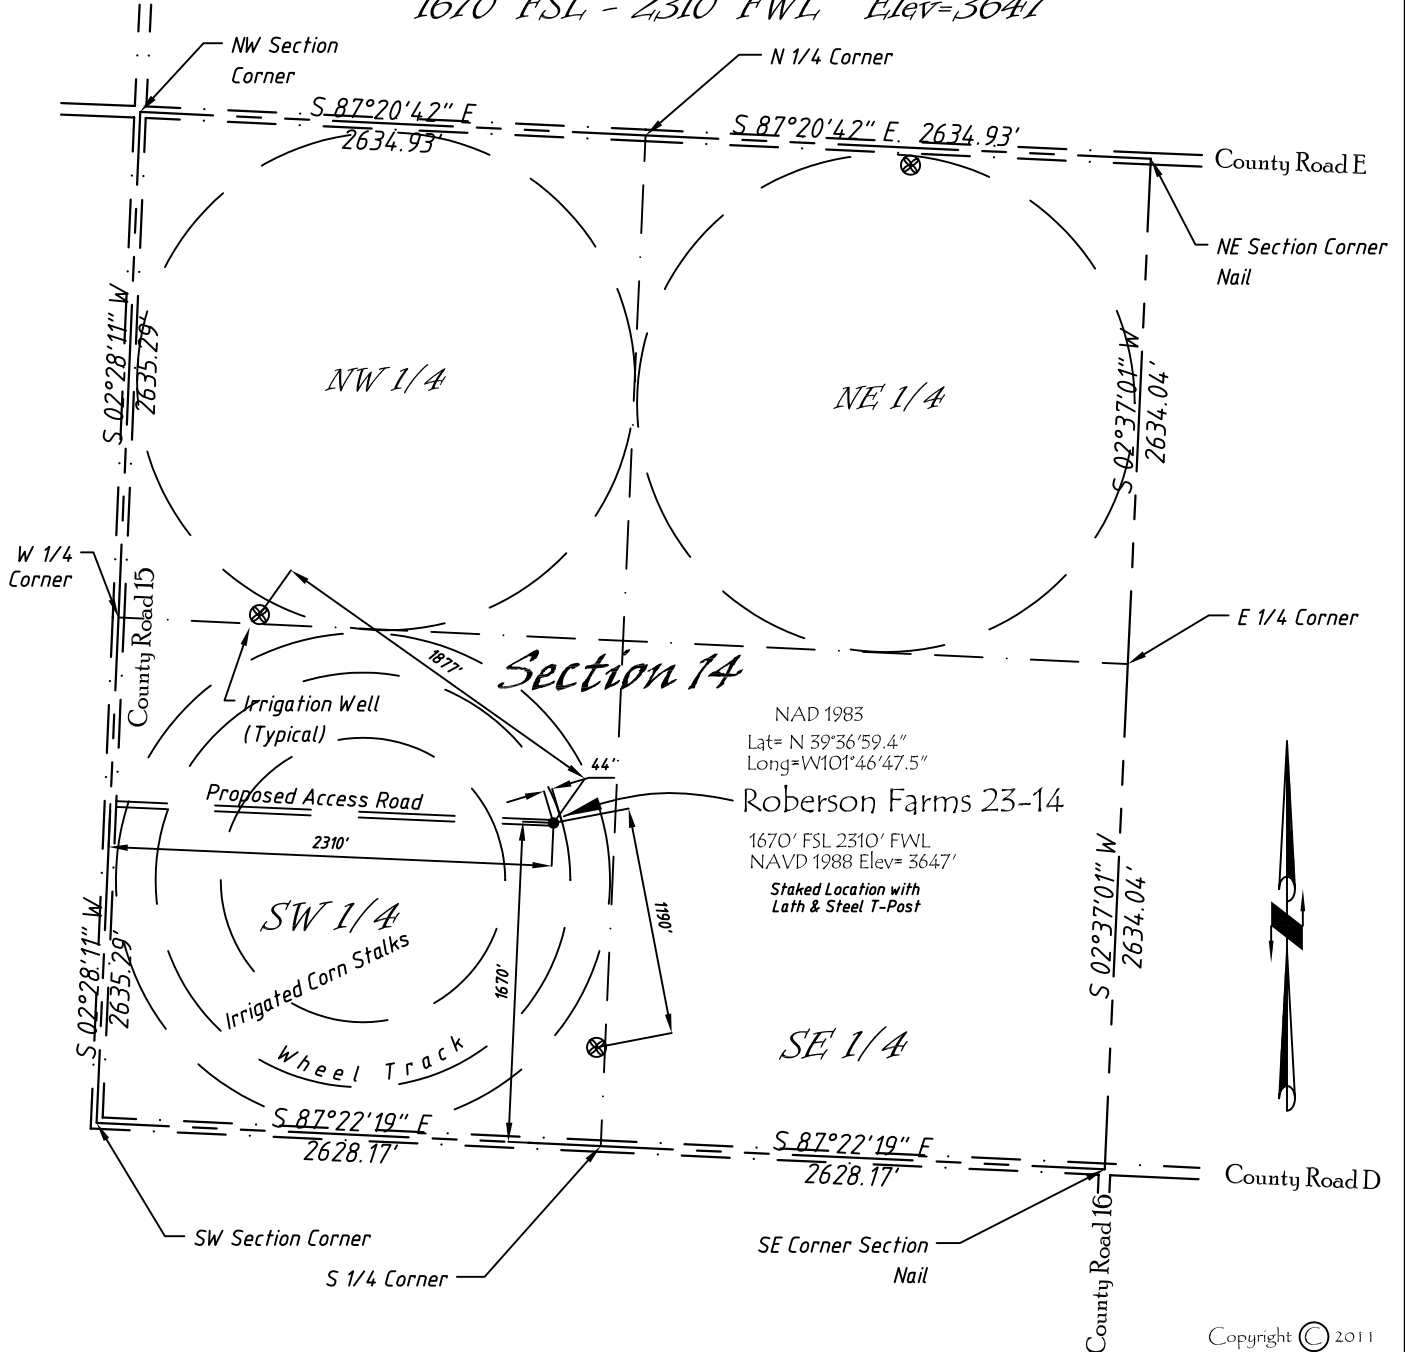 1670' FSL - 2310' FWL Elev=3647'
NW Section
Corner
N 1/4 Corner
S 87°20'42" E
2634.93'
S 87°20'42" E 2634.93'
County Road E
NE Section Corner
Nail
S 02°28'11" W
2635.29'
NW 1/4
NE 1/4
S 02°37'01" W
2634.04'
W 1/4
Corner
County Road 15
E 1/4 Corner
1877'
Section 14
Irrigation Well
(Typical)
NAD 1983
Lat= N 39°36'59.4"
Long=W101°46'47.5"
44'
Proposed Access Road
Roberson Farms 23-14
2310'
1670' FSL 2310' FWL
NAVD 1988 Elev= 3647'
Staked Location with
Lath & Steel T-Post
SW 1/4
1190'
Irrigated Corn Stalks
1670'
S 02°28'11" W
2635.29'
S 02°37'01" W
2634.04'
Wheel Track
SE 1/4
S 87°22'19" E
2628.17'
S 87°22'19" E
2628.17'
County Road D
SW Section Corner
S 1/4 Corner
SE Corner Section
Nail
County Road 16
Copyright © 2011